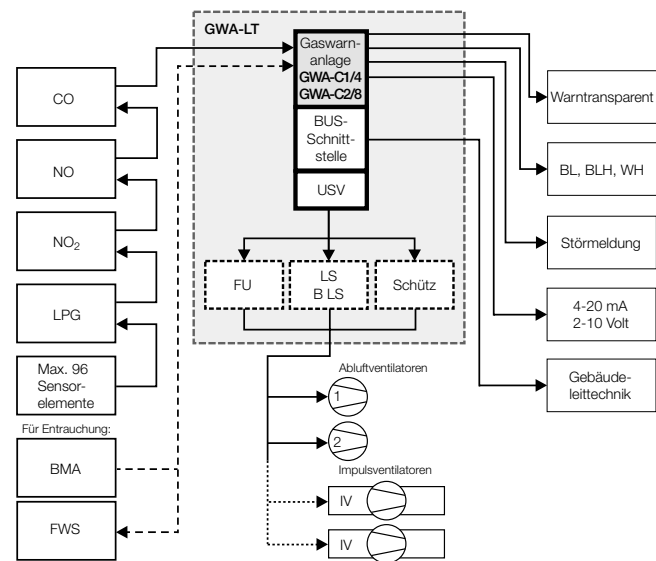 GWA-LT
Gaswarn-
anlage
GWA-C1/4
GWA-C2/8
BUS-
Schnitt-
stelle
USV
FU
LS
B LS
Schütz
CO
NO
NO₂
LPG
Max. 96
Sensor-
elemente
Für Entrauchung:
BMA
FWS
Abluftventilatoren
1
2
Impulsventilatoren
IV
IV
Warntransparent
BL, BLH, WH
Störmeldung
4-20 mA
2-10 Volt
Gebäude-
leittechnik